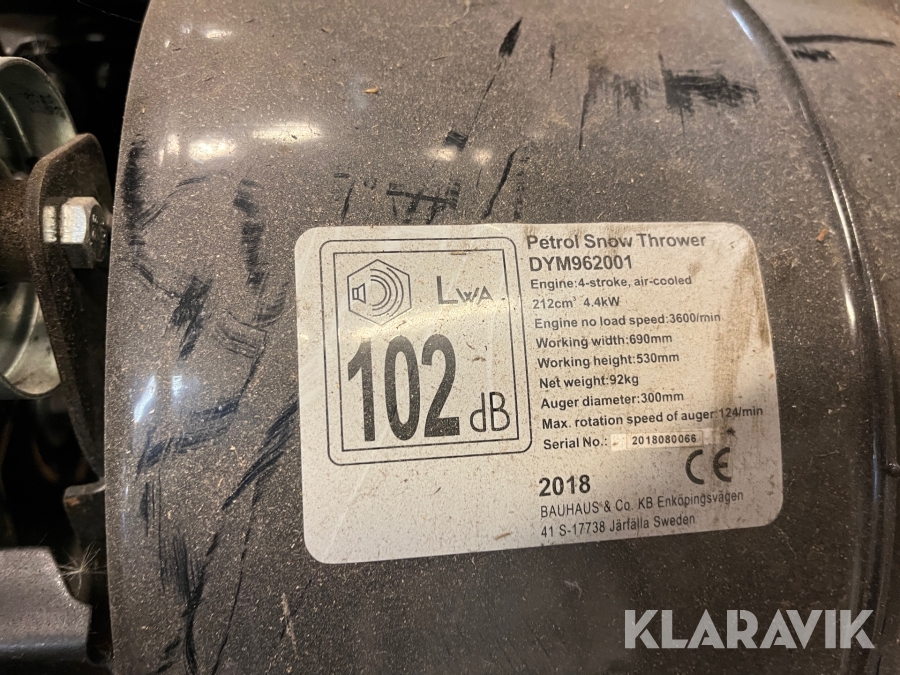 LWA
102 dB
Petrol Snow Thrower
DYM962001
Engine:4-stroke, air-cooled
212cm³ 4.4kW
Engine no load speed:3600/min
Working width:690mm
Working height:530mm
Net weight:92kg
Auger diameter:300mm
Max. rotation speed of auger:124/min
Serial No.: 2018080066
CE
2018
BAUHAUS & Co. KB Enköpingsvägen
41 S-17738 Järfälla Sweden
KLARAVIK